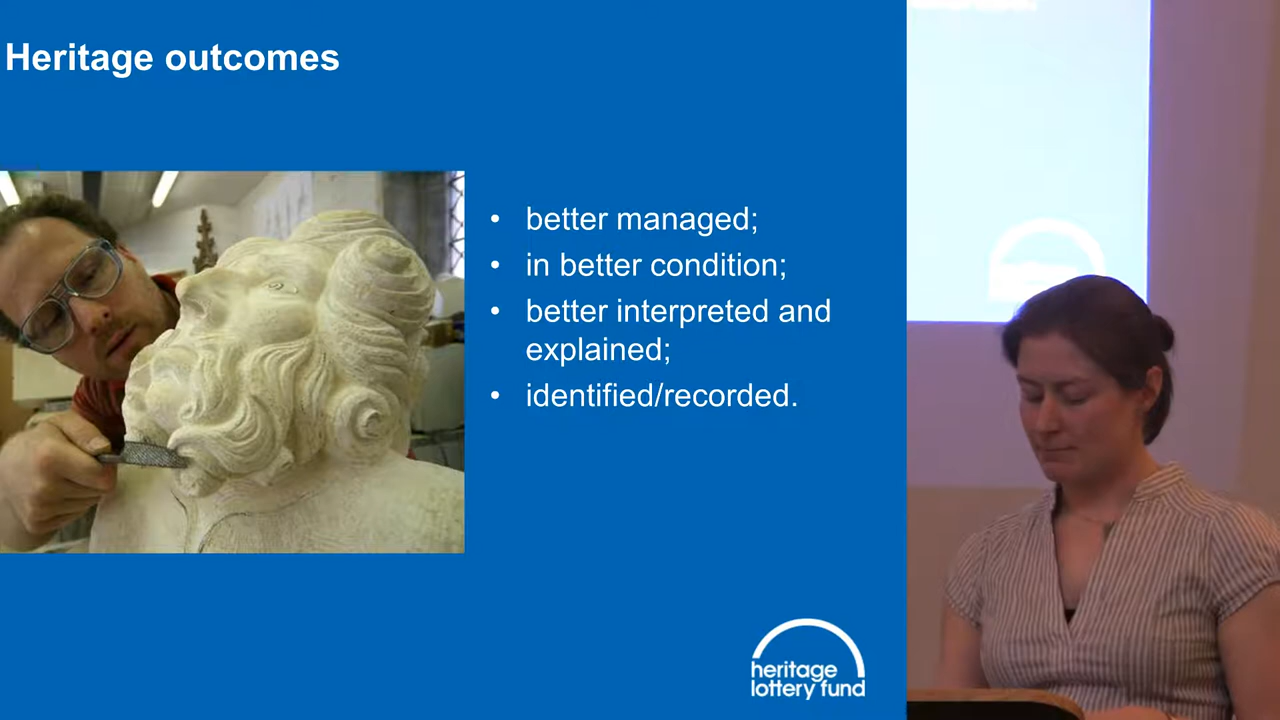 Heritage outcomes
• better managed;
• in better condition;
• better interpreted and
explained;
• identified/recorded.
heritage
lottery fund